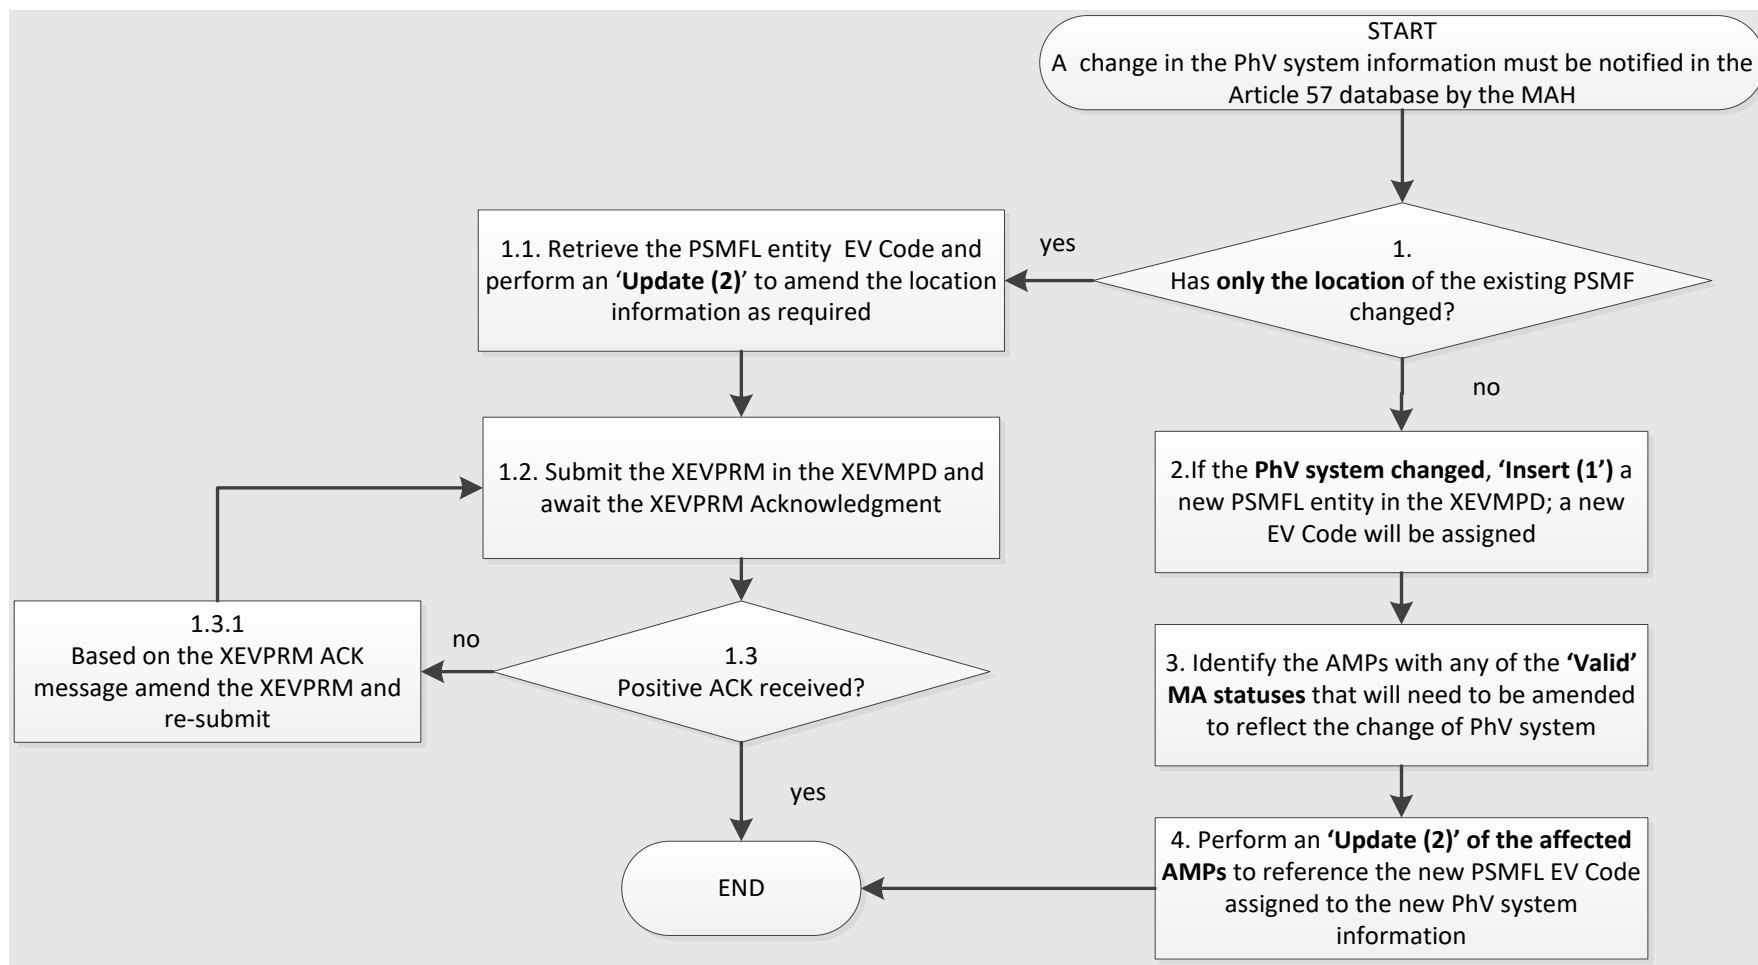 START
A change in the PhV system information must be notified in the
Article 57 database by the MAH
1.
Has only the location of the existing PSMF
changed?
yes
1.1. Retrieve the PSMFL entity EV Code and
perform an ‘Update (2)’ to amend the location
information as required
no
1.2. Submit the XEVPRM in the XEVMPD and
await the XEVPRM Acknowledgment
2.If the PhV system changed, ‘Insert (1’) a
new PSMFL entity in the XEVMPD; a new
EV Code will be assigned
1.3.1
Based on the XEVPRM ACK
message amend the XEVPRM and
re-submit
no
1.3
Positive ACK received?
3. Identify the AMPs with any of the ‘Valid’
MA statuses that will need to be amended
to reflect the change of PhV system
yes
END
4. Perform an ‘Update (2)’ of the affected
AMPs to reference the new PSMFL EV Code
assigned to the new PhV system
information